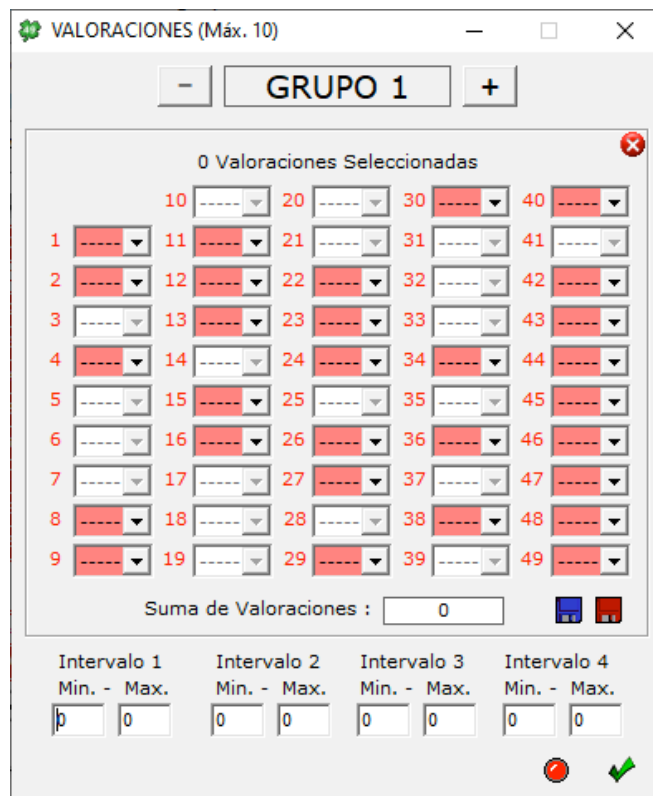 VALORACIONES (Máx. 10)
- GRUPO 1 +
0 Valoraciones Seleccionadas
10 ----- 20 ----- 30 ----- 40 -----
1 ----- 11 ----- 21 ----- 31 ----- 41 -----
2 ----- 12 ----- 22 ----- 32 ----- 42 -----
3 ----- 13 ----- 23 ----- 33 ----- 43 -----
4 ----- 14 ----- 24 ----- 34 ----- 44 -----
5 ----- 15 ----- 25 ----- 35 ----- 45 -----
6 ----- 16 ----- 26 ----- 36 ----- 46 -----
7 ----- 17 ----- 27 ----- 37 ----- 47 -----
8 ----- 18 ----- 28 ----- 38 ----- 48 -----
9 ----- 19 ----- 29 ----- 39 ----- 49 -----
Suma de Valoraciones : 0
Intervalo 1 Intervalo 2 Intervalo 3 Intervalo 4
Min. - Max. Min. - Max. Min. - Max. Min. - Max.
0 0 0 0 0 0 0 0